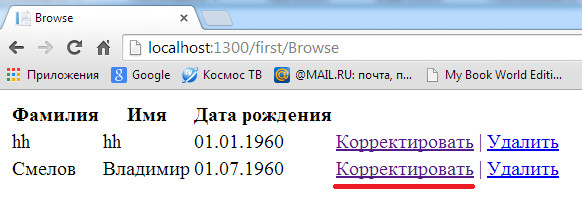 Browse
localhost:1300/first/Browse
Приложения Google Космос ТВ @MAIL.RU: почта, п... My Book World Editi...
Фамилия Имя Дата рождения
hh hh 01.01.1960 Корректировать | Удалить
Смелов Владимир 01.07.1960 Корректировать | Удалить